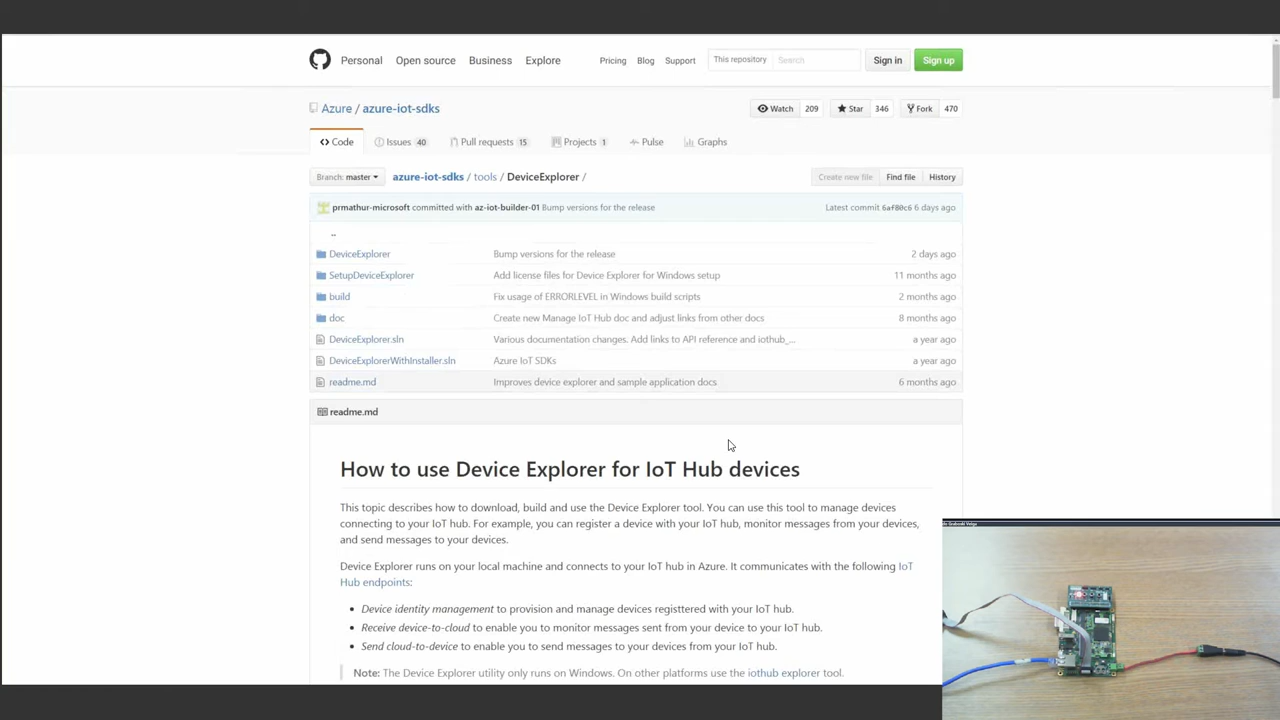 Personal Open source Business Explore Pricing Blog Support This repository Search Sign in Sign up
Azure / azure-iot-sdks Watch 209 Star 346 Fork 470
Code Issues 40 Pull requests 15 Projects 1 Pulse Graphs
Branch: master azure-iot-sdks / tools / DeviceExplorer / Create new file Find file History
prmathur-microsoft committed with az-iot-builder-01 Bump versions for the release Latest commit 6af80c6 6 days ago
..
DeviceExplorer Bump versions for the release 2 days ago
SetupDeviceExplorer Add license files for Device Explorer for Windows setup 11 months ago
build Fix usage of ERRORLEVEL in Windows build scripts 2 months ago
doc Create new Manage IoT Hub doc and adjust links from other docs 8 months ago
DeviceExplorer.sln Various documentation changes. Add links to API reference and iothub_... a year ago
DeviceExplorerWithInstaller.sln Azure IoT SDKs a year ago
readme.md Improves device explorer and sample application docs 6 months ago
readme.md
How to use Device Explorer for IoT Hub devices
This topic describes how to download, build and use the Device Explorer tool. You can use this tool to manage devices
connecting to your IoT hub. For example, you can register a device with your IoT hub, monitor messages from your devices,
and send messages to your devices.
Device Explorer runs on your local machine and connects to your IoT hub in Azure. It communicates with the following IoT
Hub endpoints:
• Device identity management to provision and manage devices registtered with your IoT hub.
• Receive device-to-cloud to enable you to monitor messages sent from your device to your IoT hub.
• Send cloud-to-device to enable you to send messages to your devices from your IoT hub.
Note: The Device Explorer utility only runs on Windows. On other platforms use the iothub explorer tool.